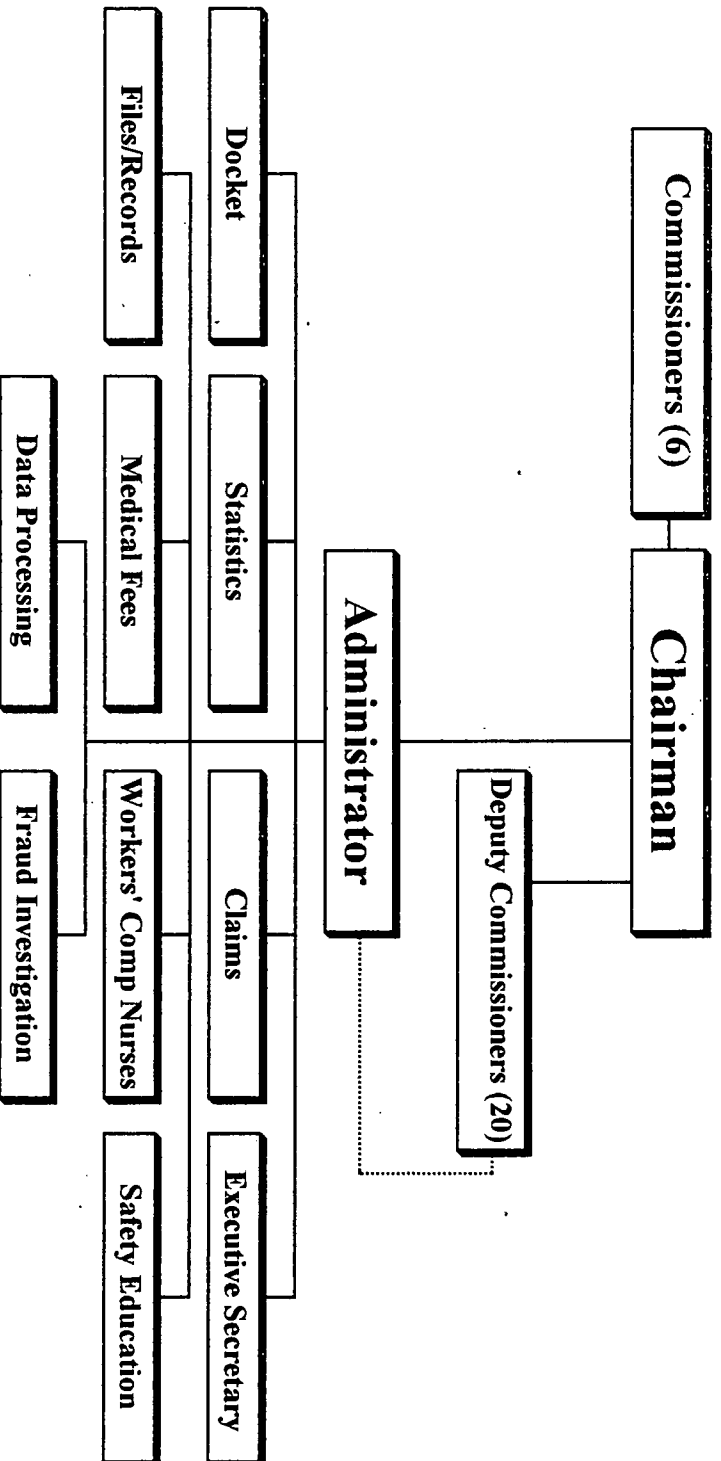 Commissioners (6)
Chairman
Deputy Commissioners (20)
Administrator
Docket
Statistics
Claims
Executive Secretary
Files/Records
Medical Fees
Workers' Comp Nurses
Safety Education
Data Processing
Fraud Investigation